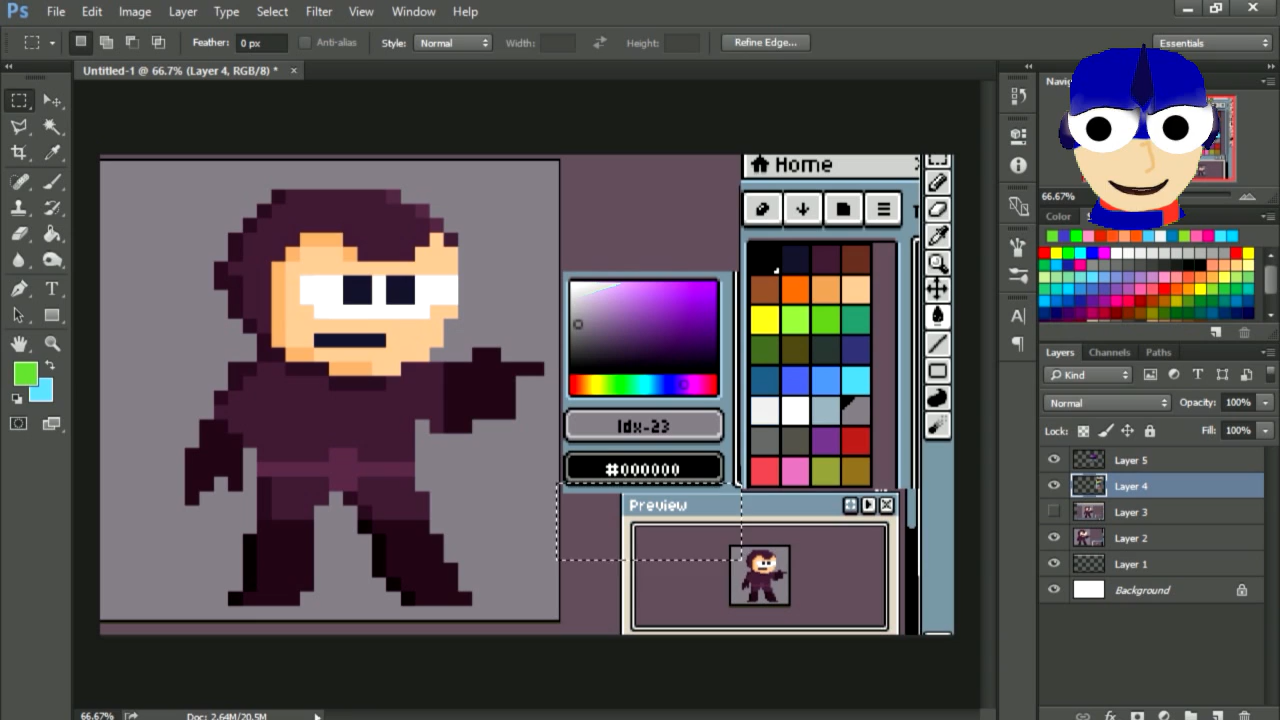 Ps File Edit Image Layer Type Select Filter View Window Help
Feather: 0 px Anti-alias Style: Normal Width: Height: Refine Edge... Essentials
Untitled-1 @ 66.7% (Layer 4, RGB/8) * ×
66.67%
Color
Home
Idx-23
#000000
Preview
Layers Channels Paths
Kind
Normal Opacity: 100%
Lock: Fill: 100%
Layer 5
Layer 4
Layer 3
Layer 2
Layer 1
Background
66.67% Doc: 2.64M/20.5M